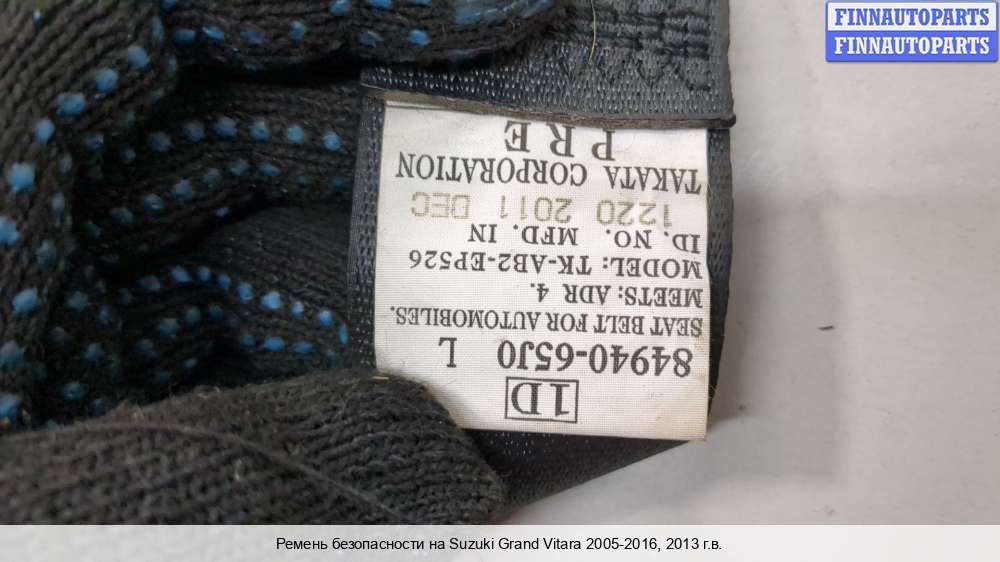 FINNAUTOPARTS
FINNAUTOPARTS
1D
84940-65J0 L
SEAT BELT FOR AUTOMOBILES.
MEETS: ADR 4.
MODEL: TK-AB2-EP526
ID. NO. MFD. IN
1220 2011 DEC
TAKATA CORPORATION
PRE
Ремень безопасности на Suzuki Grand Vitara 2005-2016, 2013 г.в.